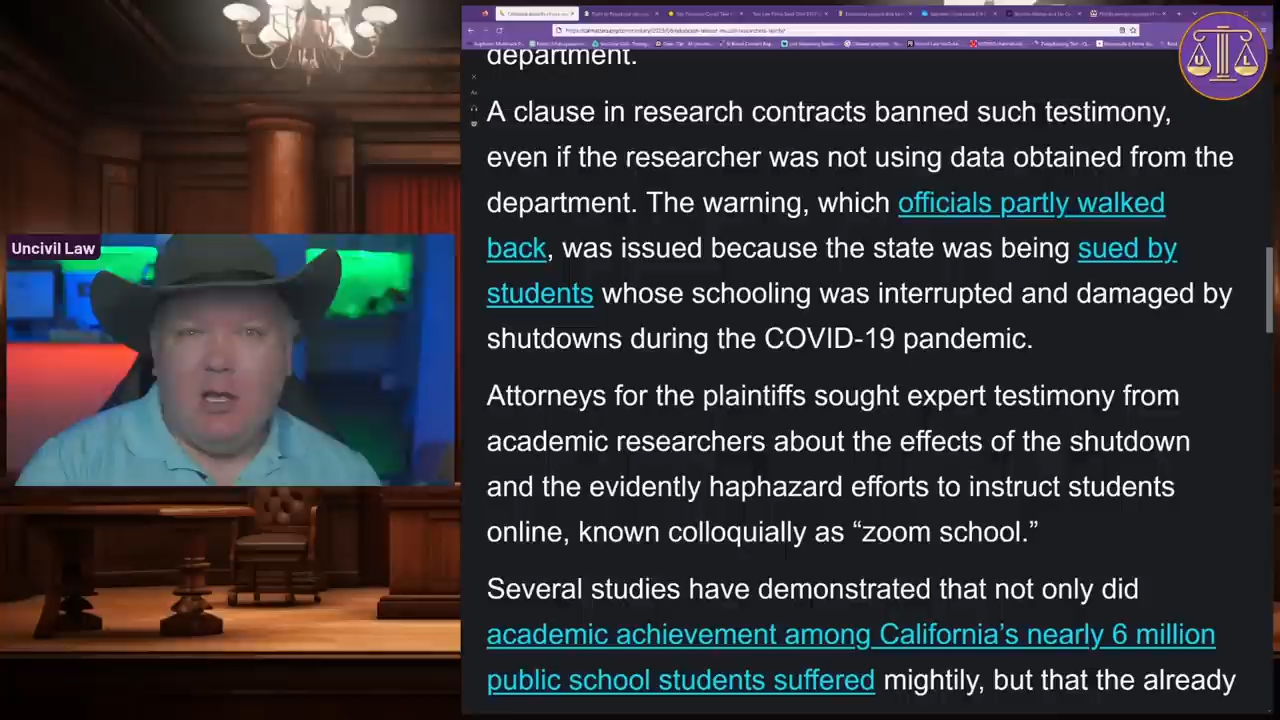 Uncivil Law
U L
department.
A clause in research contracts banned such testimony,
even if the researcher was not using data obtained from the
department. The warning, which officials partly walked
back, was issued because the state was being sued by
students whose schooling was interrupted and damaged by
shutdowns during the COVID-19 pandemic.
Attorneys for the plaintiffs sought expert testimony from
academic researchers about the effects of the shutdown
and the evidently haphazard efforts to instruct students
online, known colloquially as “zoom school.”
Several studies have demonstrated that not only did
academic achievement among California’s nearly 6 million
public school students suffered mightily, but that the already